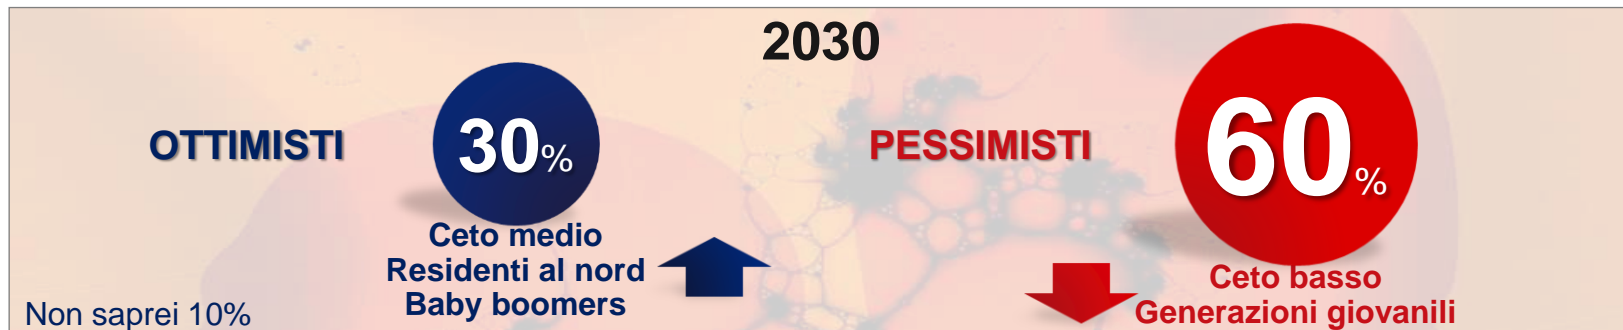 2030
OTTIMISTI
30%
Ceto medio
Residenti al nord
Baby boomers
PESSIMISTI
60%
Ceto basso
Generazioni giovanili
Non saprei 10%